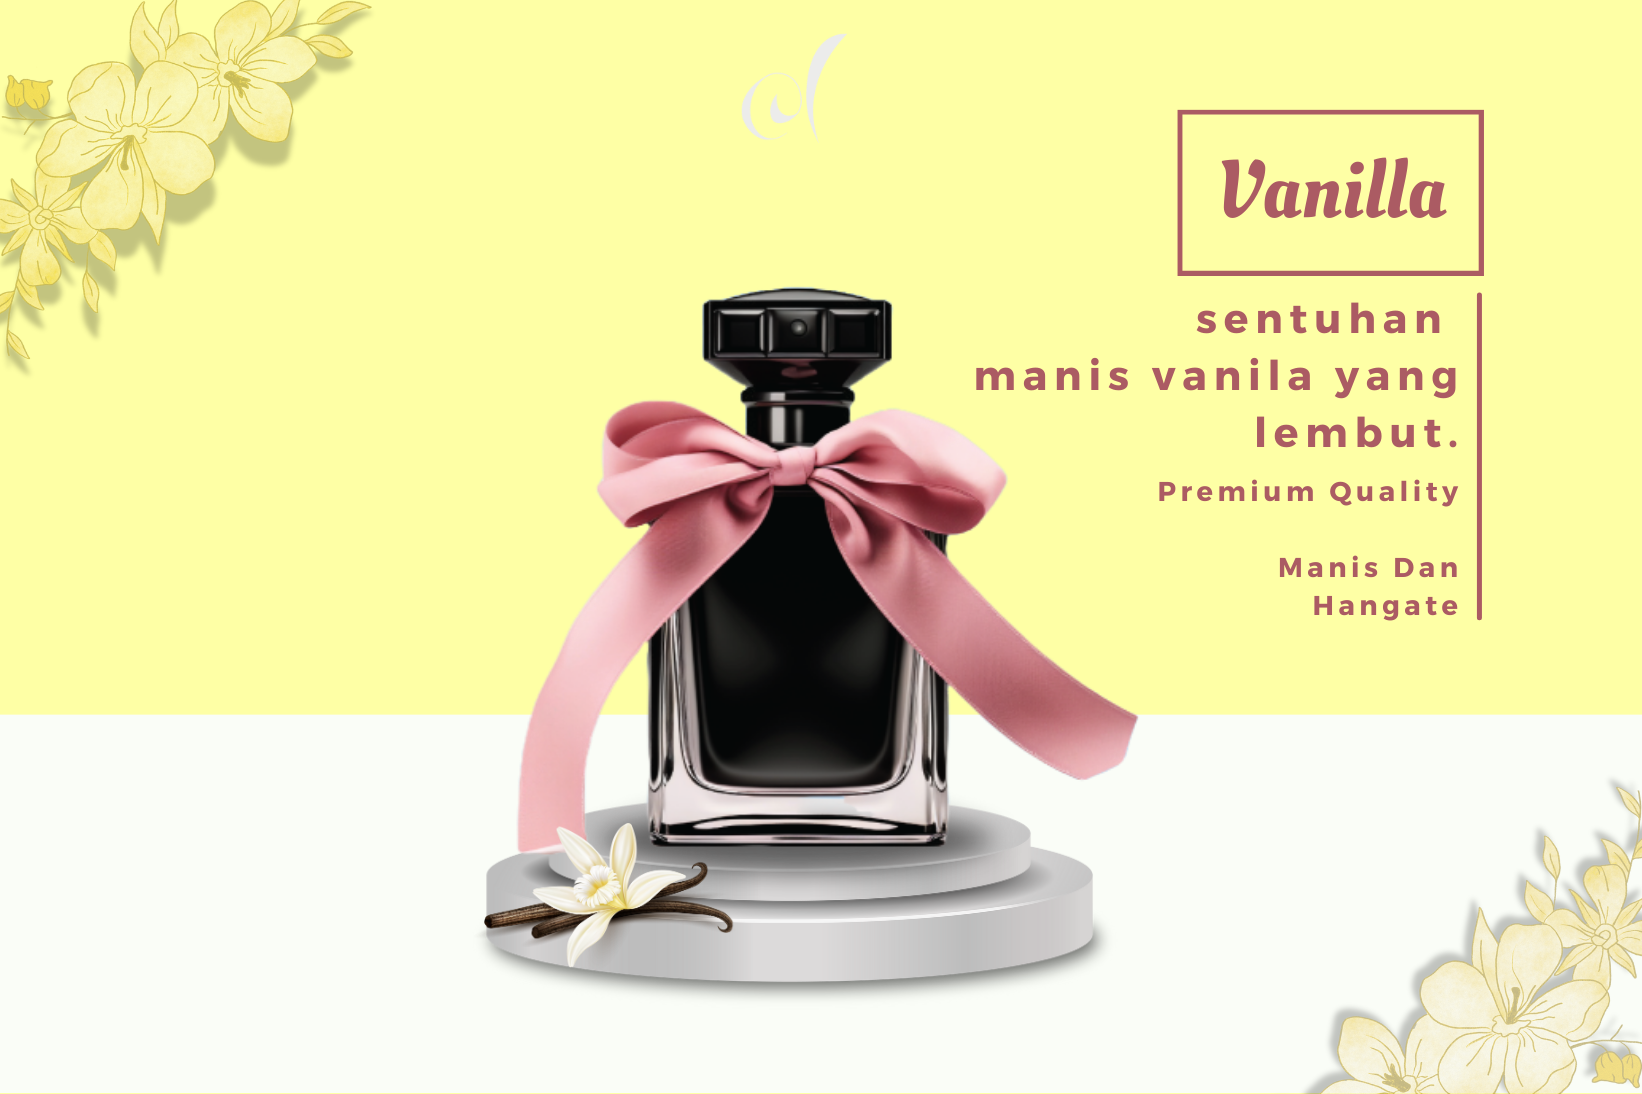 Vanilla
sentuhan
manis vanila yang
lembut.
Premium Quality
Manis Dan
Hangate